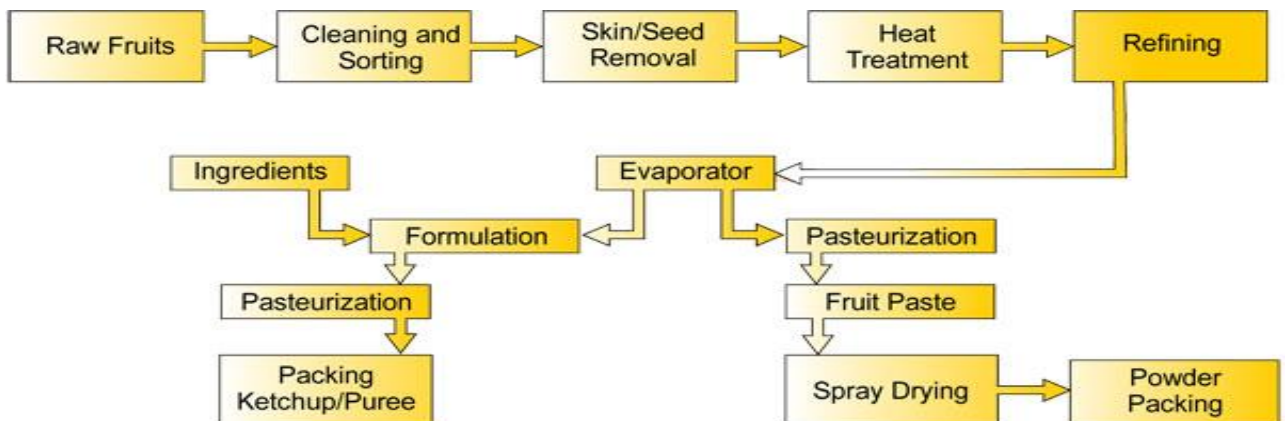 Raw Fruits
Cleaning and
Sorting
Skin/Seed
Removal
Heat
Treatment
Refining
Ingredients
Evaporator
Formulation
Pasteurization
Pasteurization
Fruit Paste
Packing
Ketchup/Puree
Spray Drying
Powder
Packing